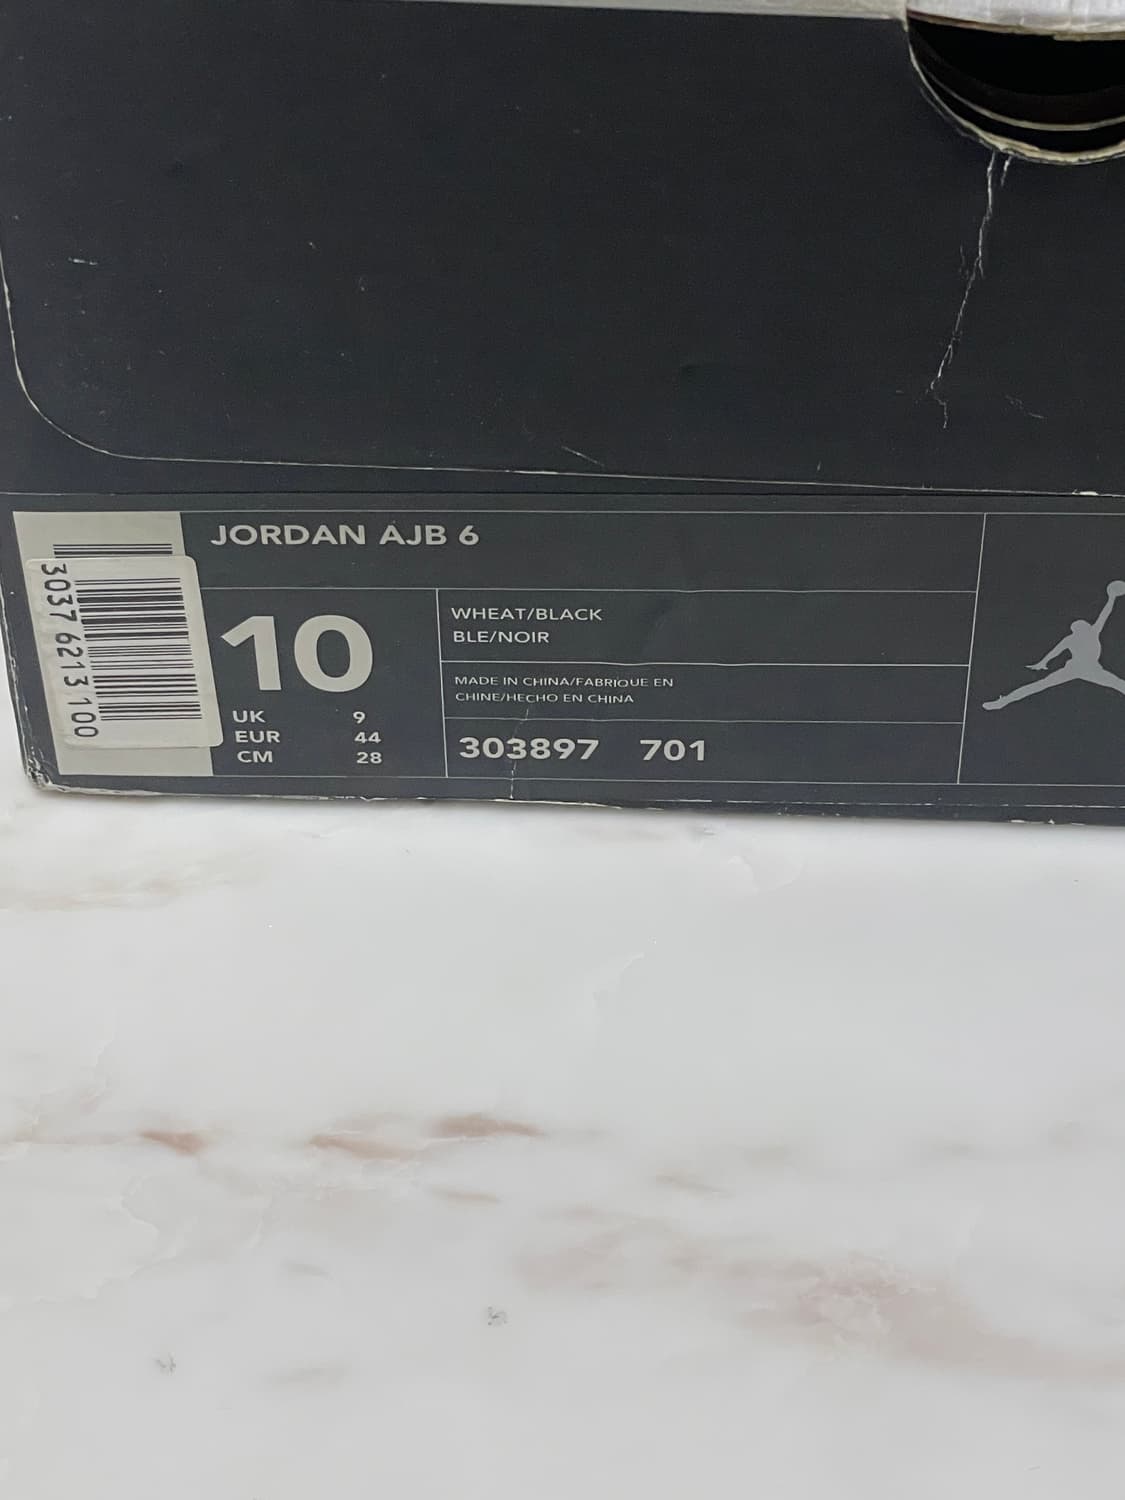 JORDAN AJB 6
3037 6213 100
10
UK 9
EUR 44
CM 28
WHEAT/BLACK
BLE/NOIR
MADE IN CHINA/FABRIQUE EN
CHINE/HECHO EN CHINA
303897 701